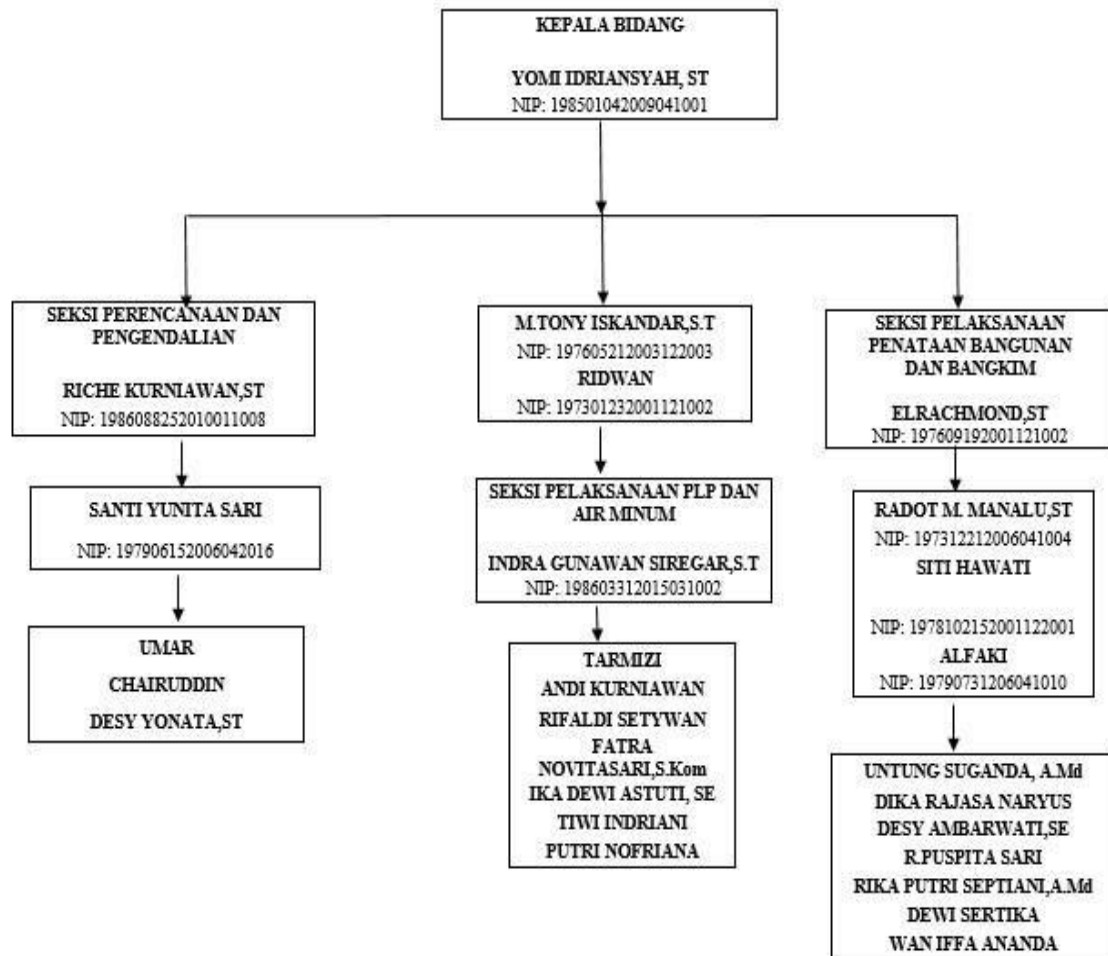 KEPALA BIDANG
YOMI IDRIANSYAH, ST
NIP: 198501042009041001
SEKSI PERENCANAAN DAN
PENGENDALIAN
RICHE KURNIAWAN,ST
NIP: 1986088252010011008
SANTI YUNITA SARI
NIP: 197906152006042016
UMAR
CHAIRUDDIN
DESY YONATA,ST
M.TONY ISKANDAR,S.T
NIP: 197605212003122003
RIDWAN
NIP: 197301232001121002
SEKSI PELAKSANAAN PLP DAN
AIR MINUM
INDRA GUNAWAN SIREGAR,S.T
NIP: 198603312015031002
TARMIZI
ANDI KURNIAWAN
RIFALDI SETYWAN
FATRA
NOVITASARI,S.Kom
IKA DEWI ASTUTI, SE
TIWI INDRIANI
PUTRI NOFRIANA
SEKSI PELAKSANAAN
PENATAAN BANGUNAN
DAN BANGKIM
ELRACHMOND,ST
NIP: 197609192001121002
RADOT M. MANALU,ST
NIP: 197312212006041004
SITI HAWATI
NIP: 1978102152001122001
ALFAKI
NIP: 19790731206041010
UNTUNG SUGANDA, A.Md
DIKA RAJASA NARYUS
DESY AMBARWATI,SE
R.PUSPITA SARI
RIKA PUTRI SEPTIANI,A.Md
DEWI SERTIKA
WAN IFFA ANANDA